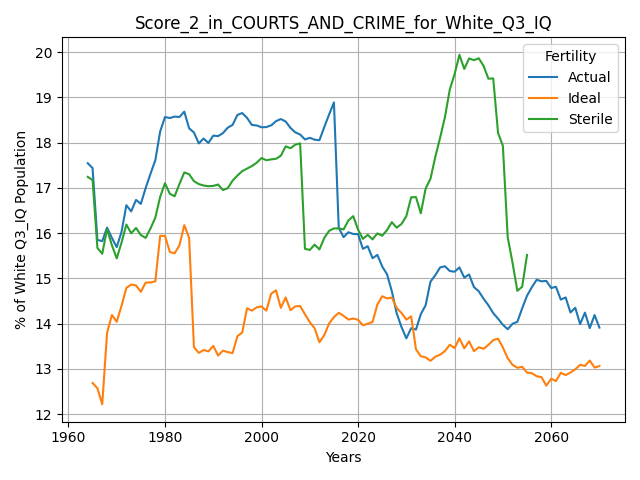 Score_2_in_COURTS_AND_CRIME_for_White_Q3_IQ
% of White Q3_IQ Population
20
19
18
17
16
15
14
13
12
Fertility
Actual
Ideal
Sterile
1960
1980
2000
2020
2040
2060
Years